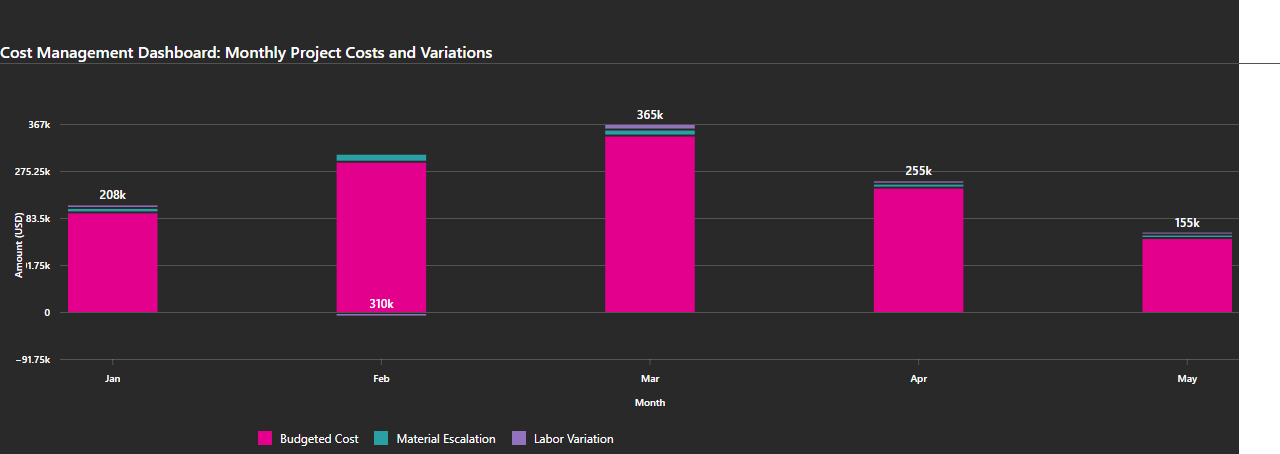 Cost Management Dashboard: Monthly Project Costs and Variations
367k
275.25k
83.5k
1.75k
0
−91.75k
Amount (USD)
208k
310k
365k
255k
155k
Jan
Feb
Mar
Apr
May
Month
Budgeted Cost
Material Escalation
Labor Variation